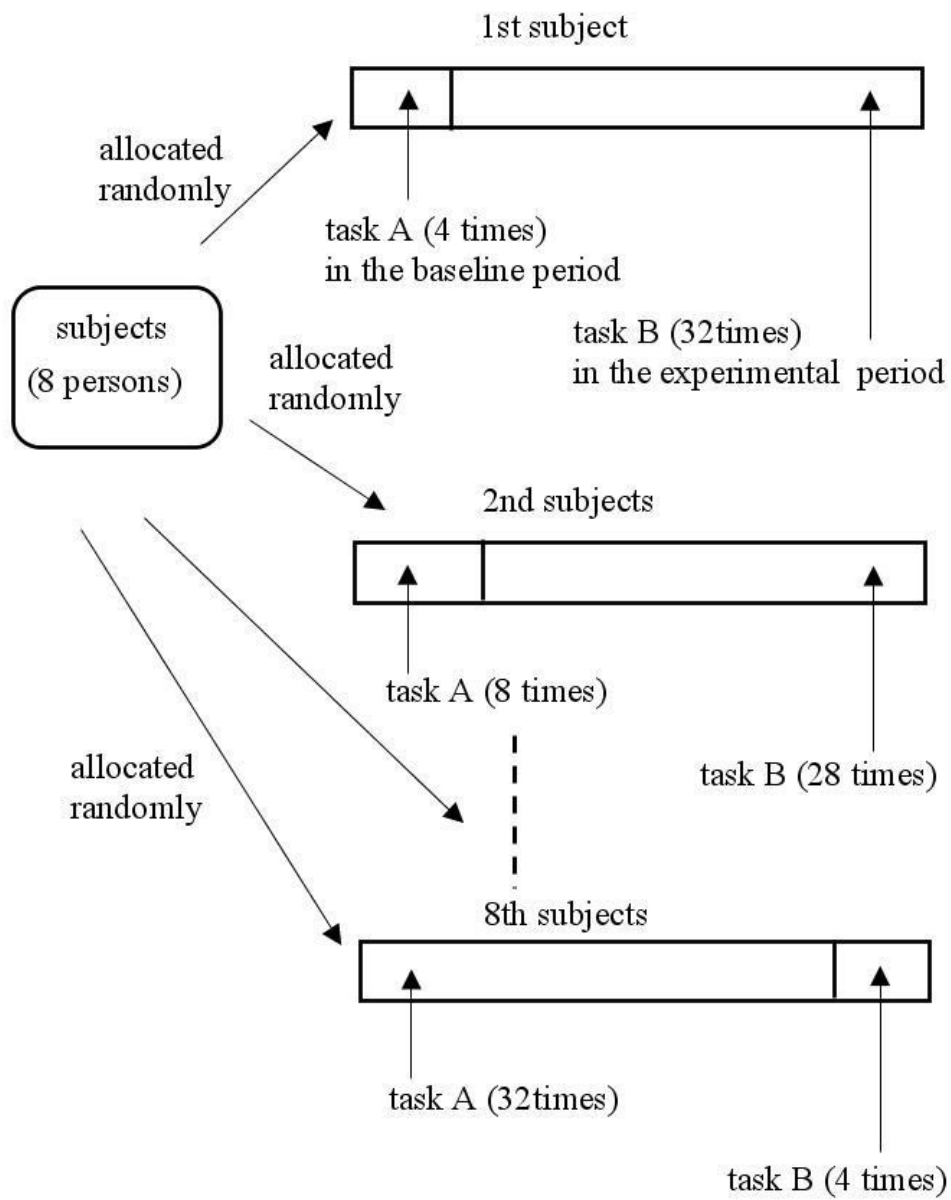 1st subject
allocated
randomly
task A (4 times)
in the baseline period
subjects
(8 persons)
task B (32times)
in the experimental period
allocated
randomly
2nd subjects
task A (8 times)
allocated
randomly
task B (28 times)
8th subjects
task A (32times)
task B (4 times)